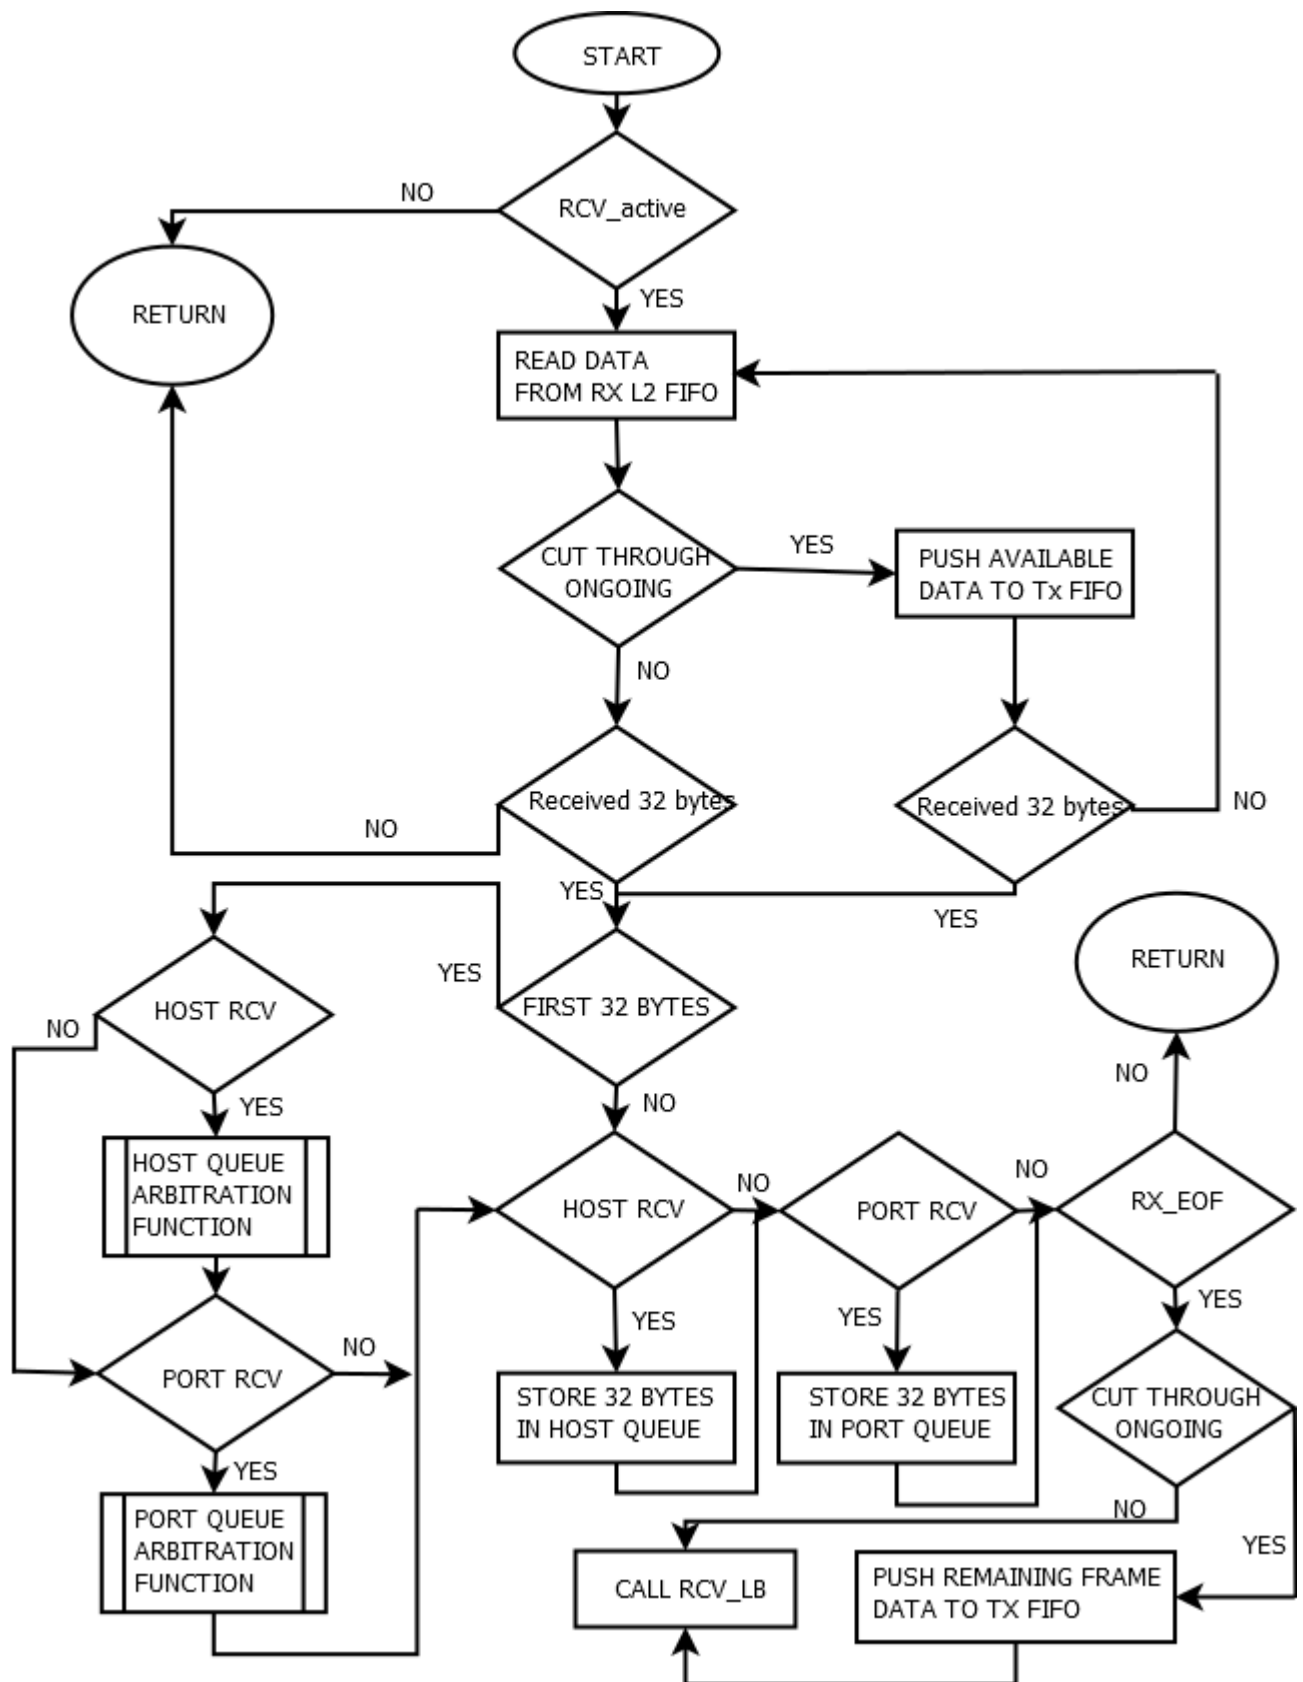 START
NO
RCV_active
YES
RETURN
READ DATA
FROM RX L2 FIFO
CUT THROUGH
ONGOING
YES
PUSH AVAILABLE
DATA TO Tx FIFO
NO
Received 32 bytes
NO
Received 32 bytes
NO
YES
YES
RETURN
YES
FIRST 32 BYTES
HOST RCV
NO
NO
YES
NO
HOST QUEUE
ARBITRATION
FUNCTION
HOST RCV
NO
PORT RCV
NO
RX_EOF
YES
YES
YES
PORT RCV
NO
STORE 32 BYTES
IN HOST QUEUE
STORE 32 BYTES
IN PORT QUEUE
CUT THROUGH
ONGOING
YES
NO
YES
PORT QUEUE
ARBITRATION
FUNCTION
CALL RCV_LB
PUSH REMAINING FRAME
DATA TO TX FIFO